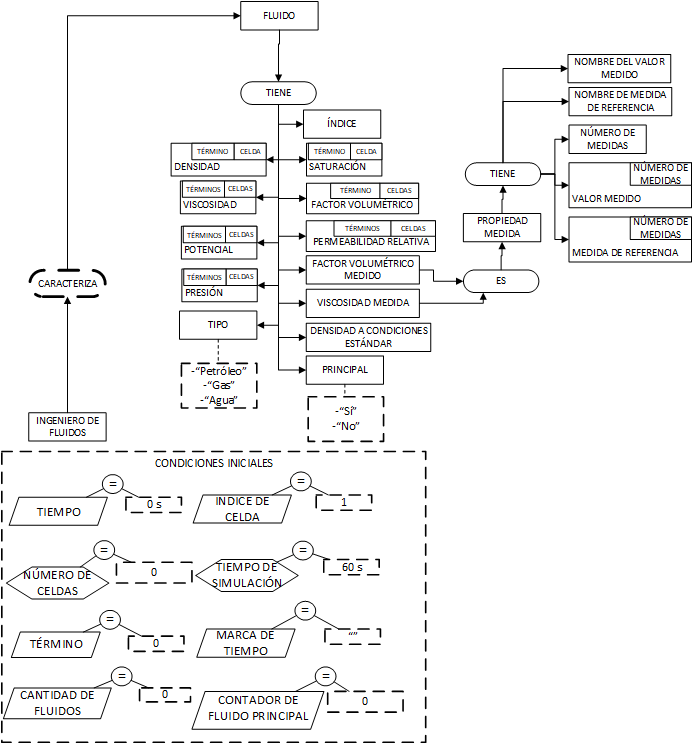 FLUIDO
TIENE
ÍNDICE
TÉRMINO CELDA
DENSIDAD
TÉRMINO CELDA
SATURACIÓN
TÉRMINOS CELDAS
VISCOSIDAD
TÉRMINO CELDAS
FACTOR VOLUMÉTRICO
TÉRMINOS CELDAS
POTENCIAL
TÉRMINOS CELDAS
PERMEABILIDAD RELATIVA
TÉRMINOS CELDAS
PRESIÓN
FACTOR VOLUMÉTRICO
MEDIDO
VISCOSIDAD MEDIDA
TIPO
DENSIDAD A CONDICIONES
ESTÁNDAR
PRINCIPAL
-“Petróleo”
-“Gas”
-“Agua”
-“Sí”
-“No”
NOMBRE DEL VALOR
MEDIDO
NOMBRE DE MEDIDA
DE REFERENCIA
NÚMERO DE
MEDIDAS
TIENE
NÚMERO DE
MEDIDAS
VALOR MEDIDO
NÚMERO DE
MEDIDAS
MEDIDA DE REFERENCIA
PROPIEDAD
MEDIDA
ES
CARACTERIZA
INGENIERO DE
FLUIDOS
CONDICIONES INICIALES
=
TIEMPO
0 s
=
INDICE DE
CELDA
1
=
NÚMERO DE
CELDAS
0
=
TIEMPO DE
SIMULACIÓN
60 s
=
TÉRMINO
0
=
MARCA DE
TIEMPO
“”
=
CANTIDAD DE
FLUIDOS
0
=
CONTADOR DE
FLUIDO PRINCIPAL
0